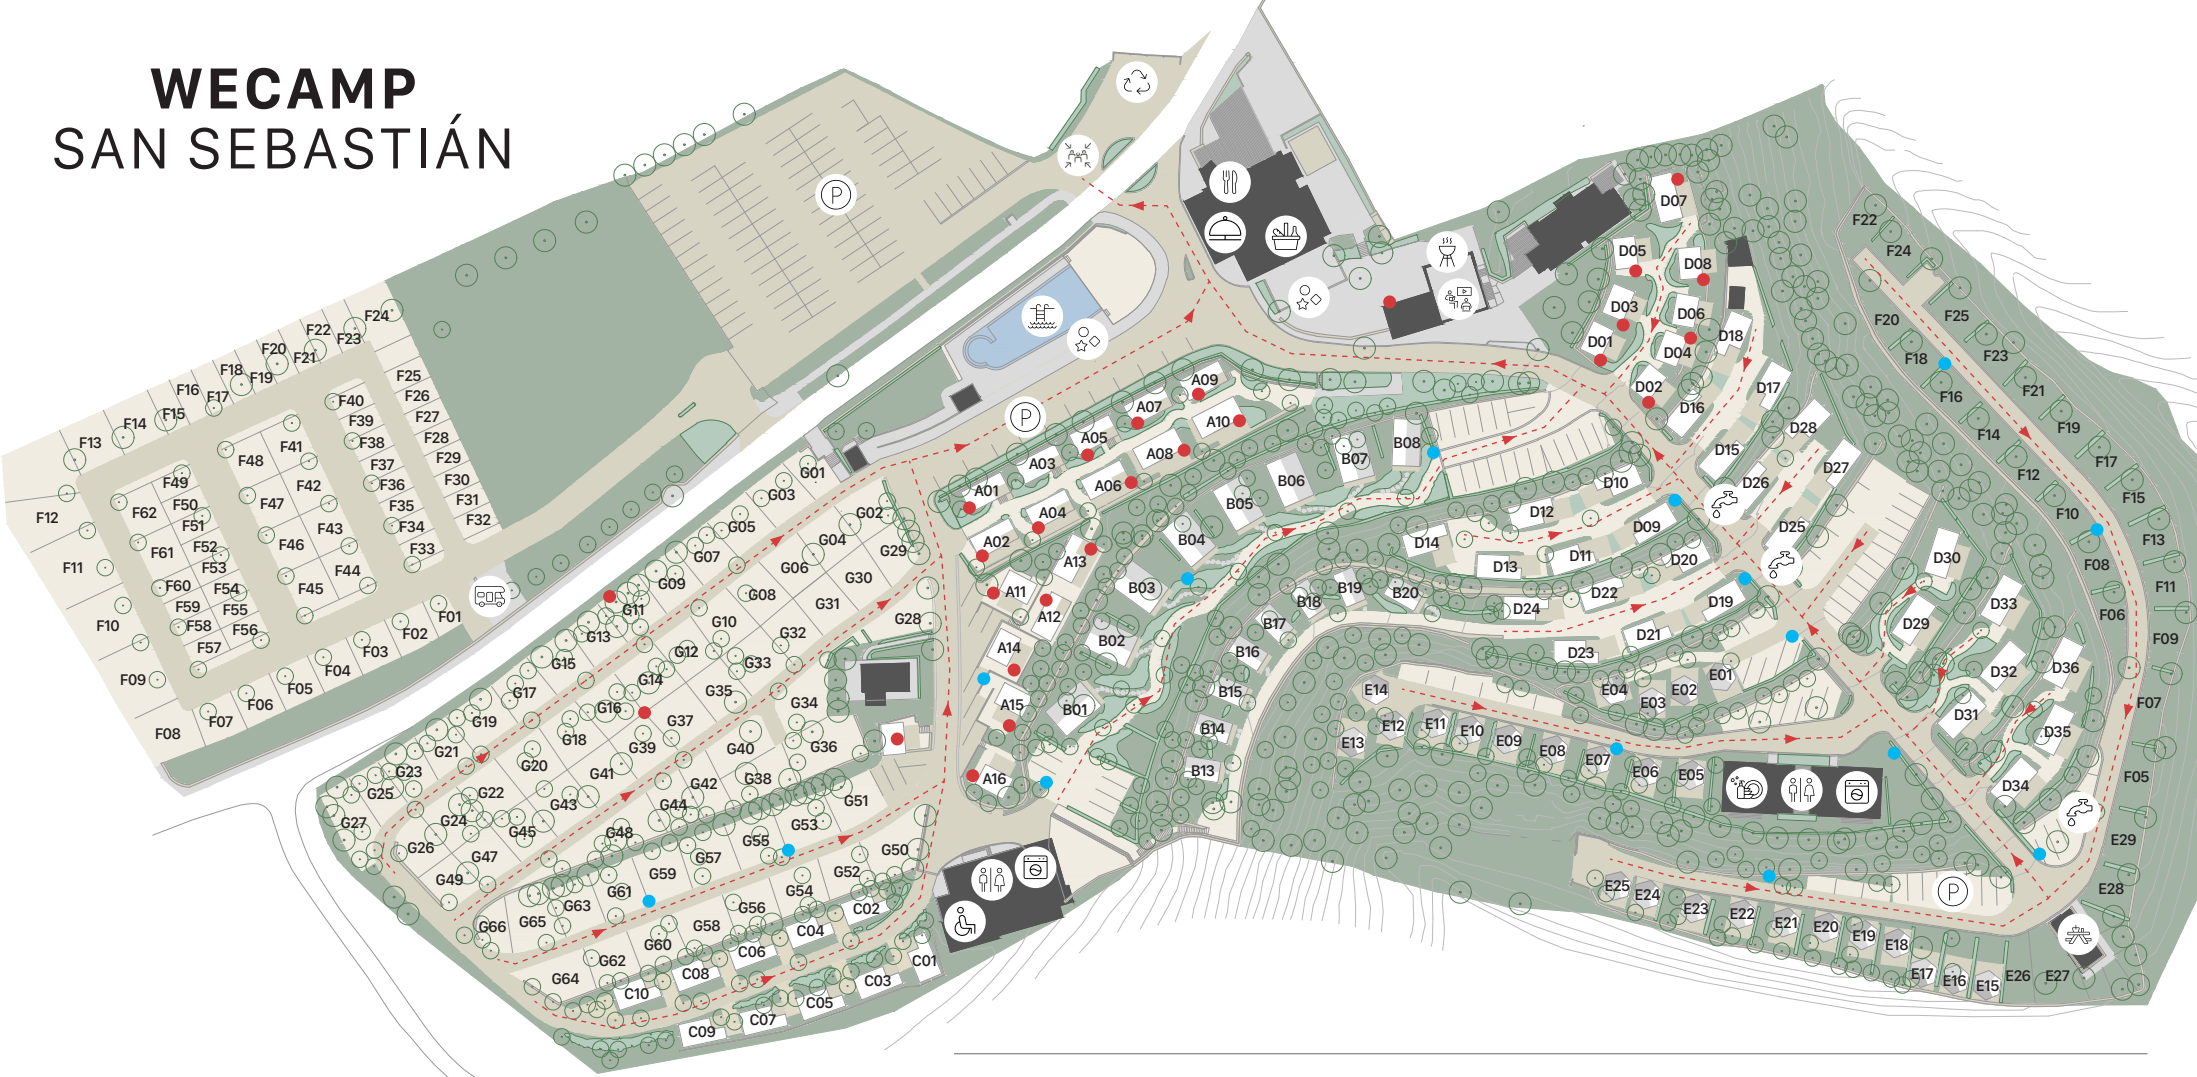 WECAMP
SAN SEBASTIÁN
P
P
P
F24
F22
F23
F20
F21
F18
F19
F16
F17
F15
F14
F13
F12
F11
F10
F09
F08
F07
F06
F05
F04
F03
F02
F01
F25
F26
F27
F28
F29
F30
F31
F32
F33
F34
F35
F36
F37
F38
F39
F40
F41
F42
F43
F44
F45
F46
F47
F48
F49
F50
F51
F52
F53
F54
F55
F56
F57
F58
F59
F60
F61
F62
G01
G03
G05
G07
G09
G11
G13
G15
G17
G19
G21
G23
G25
G27
G02
G04
G06
G08
G10
G12
G14
G16
G18
G20
G22
G24
G26
G29
G30
G31
G32
G33
G35
G37
G39
G41
G43
G45
G47
G49
G28
G34
G36
G38
G40
G42
G44
G48
G51
G53
G55
G57
G59
G61
G63
G65
G66
G50
G52
G54
G56
G58
G60
G62
G64
C02
C04
C06
C08
C10
C01
C03
C05
C07
C09
A01
A03
A05
A07
A09
A10
A08
A06
A04
A02
A11
A12
A13
A14
A15
A16
B01
B02
B03
B04
B05
B06
B07
B08
B13
B14
B15
B16
B17
B18
B19
B20
D01
D02
D03
D04
D05
D06
D07
D08
D18
D17
D16
D15
D28
D27
D26
D25
D10
D12
D14
D09
D11
D13
D20
D22
D24
D19
D21
D23
D30
D29
D33
D32
D36
D31
D35
D34
E01
E02
E03
E04
E14
E13
E12
E11
E10
E09
E08
E07
E06
E05
E25
E24
E23
E22
E21
E20
E19
E18
E17
E16
E15
E26
E27
E28
E29
F22
F24
F20
F25
F18
F23
F16
F21
F14
F19
F12
F17
F10
F15
F08
F13
F06
F11
F09
F07
F05